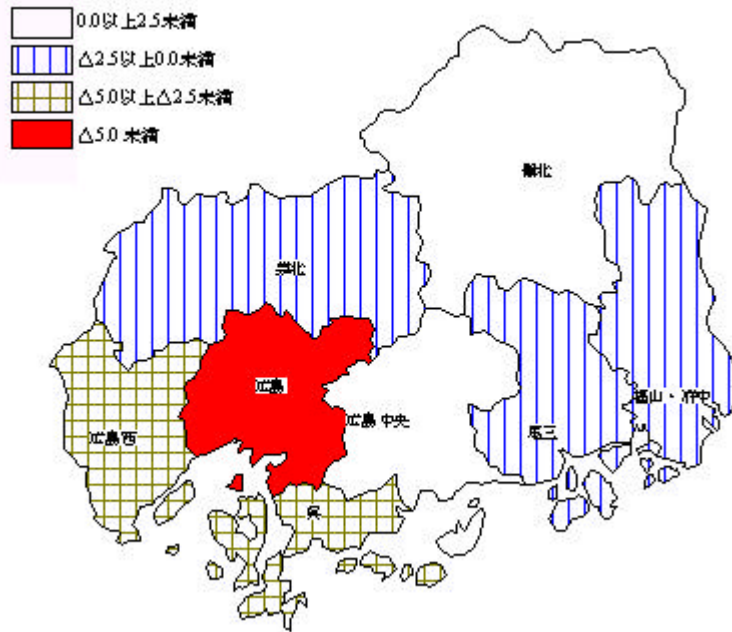 0.0以上2.5未満
△2.5以上0.0未満
△5.0以上△2.5未満
△5.0 未満
備北
芸北
広島
広島 中央
福山・府中
尾三
広島西
呉